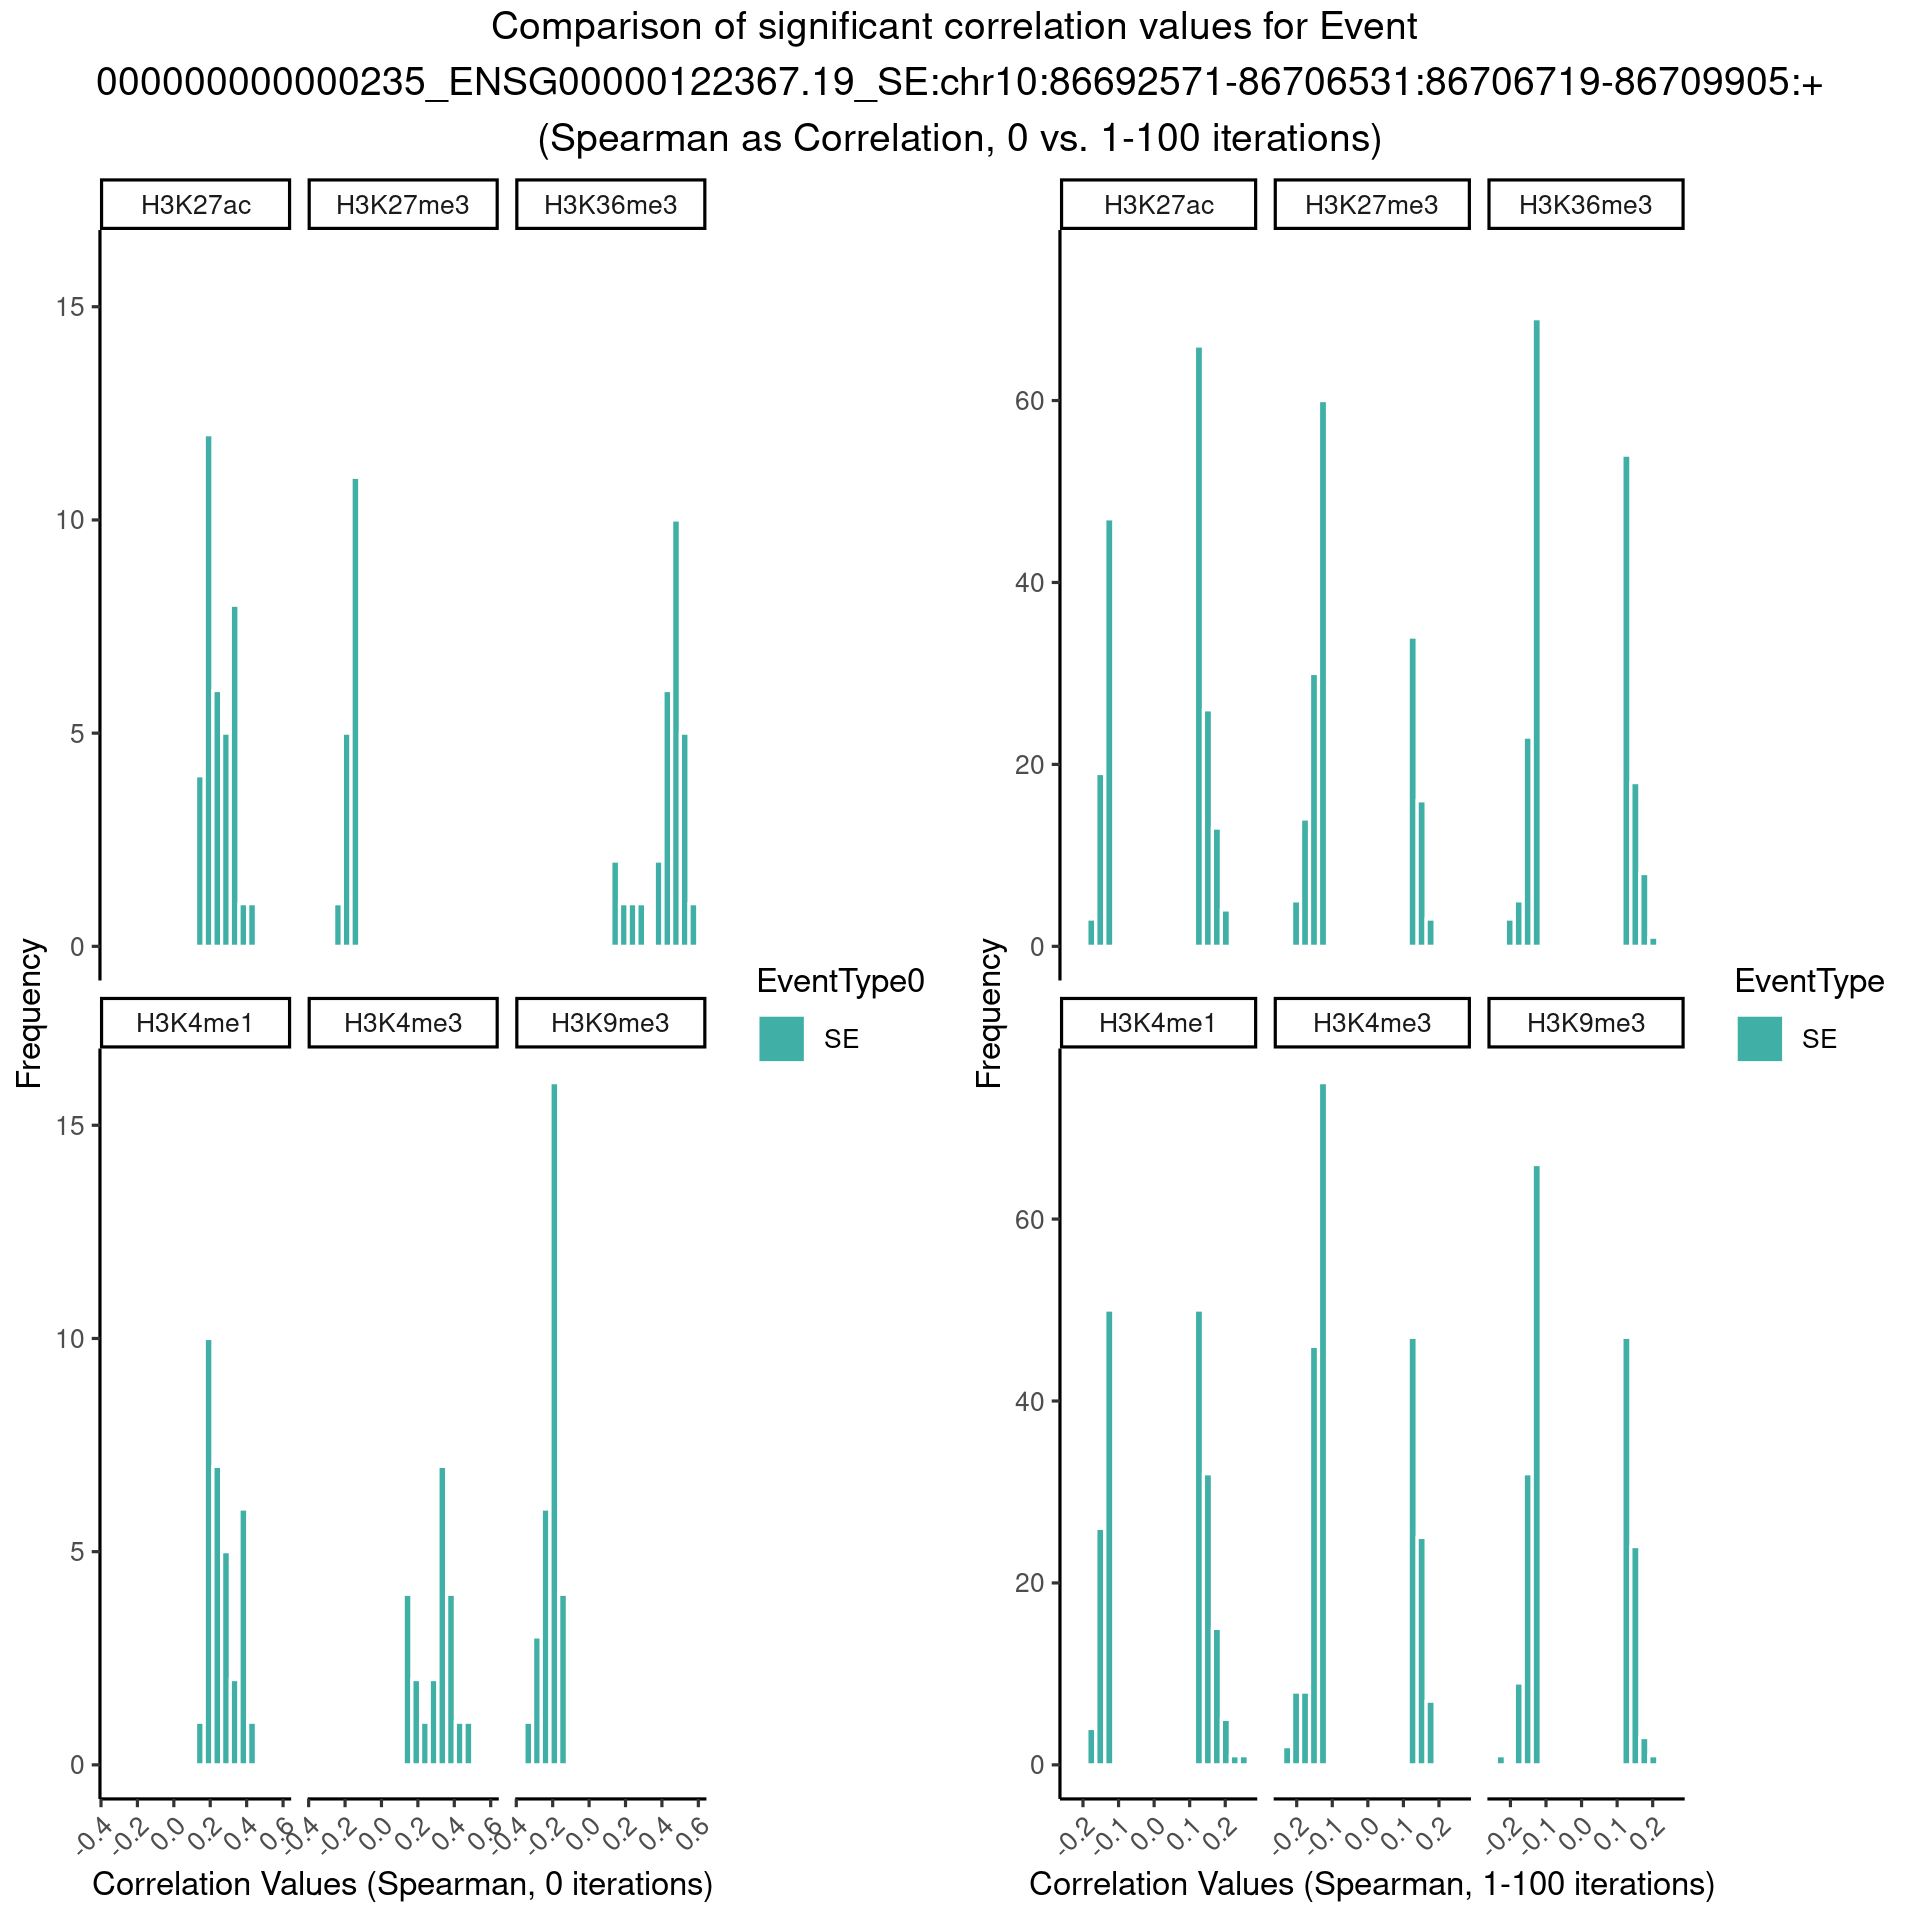 Comparison of significant correlation values for Event
000000000000235_ENSG00000122367.19_SE:chr10:86692571-86706531:86706719-86709905:+
(Spearman as Correlation, 0 vs. 1-100 iterations)
H3K27ac H3K27me3 H3K36me3
15
10
5
0
H3K4me1 H3K4me3 H3K9me3
15
10
5
0
Frequency
-0.4 -0.2 0.0 0.2 0.4 0.6 -0.4 -0.2 0.0 0.2 0.4 0.6 -0.4 -0.2 0.0 0.2 0.4 0.6
Correlation Values (Spearman, 0 iterations)
EventType0
SE
H3K27ac H3K27me3 H3K36me3
60
40
20
0
H3K4me1 H3K4me3 H3K9me3
60
40
20
0
Frequency
-0.2 -0.1 0.0 0.1 0.2 -0.2 -0.1 0.0 0.1 0.2 -0.2 -0.1 0.0 0.1 0.2
Correlation Values (Spearman, 1-100 iterations)
EventType
SE